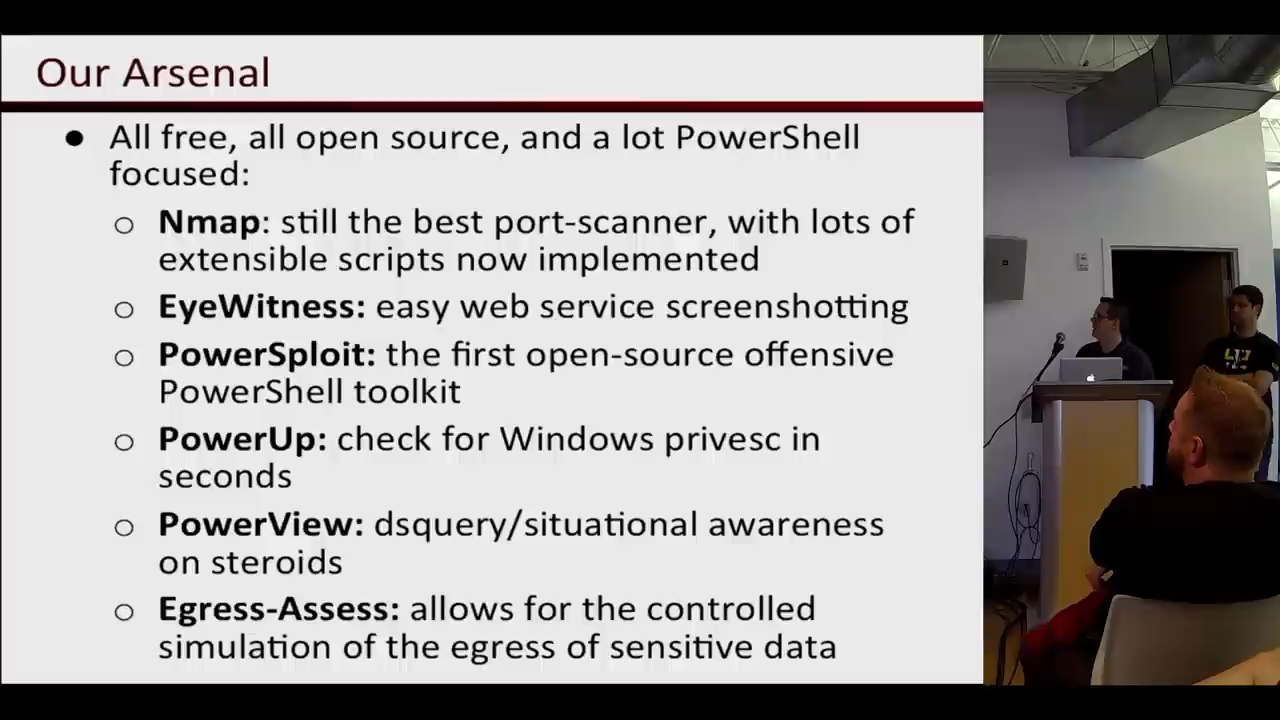 Our Arsenal
● All free, all open source, and a lot PowerShell
focused:
○ Nmap: still the best port-scanner, with lots of
extensible scripts now implemented
○ EyeWitness: easy web service screenshotting
○ PowerSploit: the first open-source offensive
PowerShell toolkit
○ PowerUp: check for Windows privesc in
seconds
○ PowerView: dsquery/situational awareness
on steroids
○ Egress-Assess: allows for the controlled
simulation of the egress of sensitive data